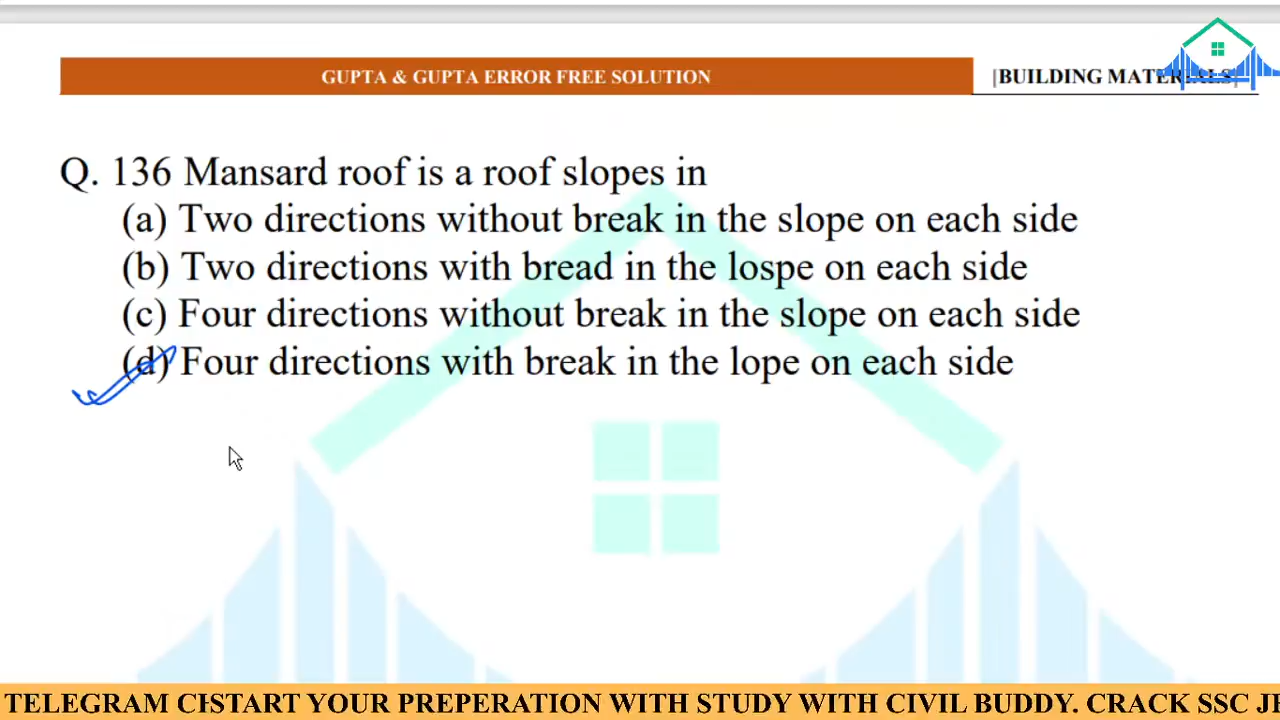 GUPTA & GUPTA ERROR FREE SOLUTION
|BUILDING MATERIALS|
Q. 136 Mansard roof is a roof slopes in
(a) Two directions without break in the slope on each side
(b) Two directions with bread in the lospe on each side
(c) Four directions without break in the slope on each side
(d) Four directions with break in the lope on each side
TELEGRAM START YOUR PREPERATION WITH STUDY WITH CIVIL BUDDY. CRACK SSC